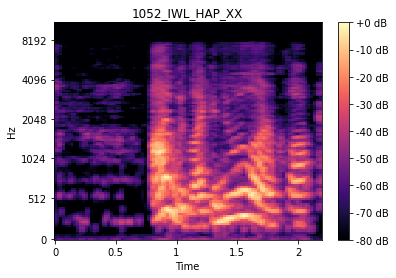 1052_IWL_HAP_XX
+0 dB
8192
-10 dB
4096
-20 dB
-30 dB
2048
Hz
-40 dB
1024
-50 dB
512
-60 dB
-70 dB
0
-80 dB
0 0.5 1 1.5 2
Time